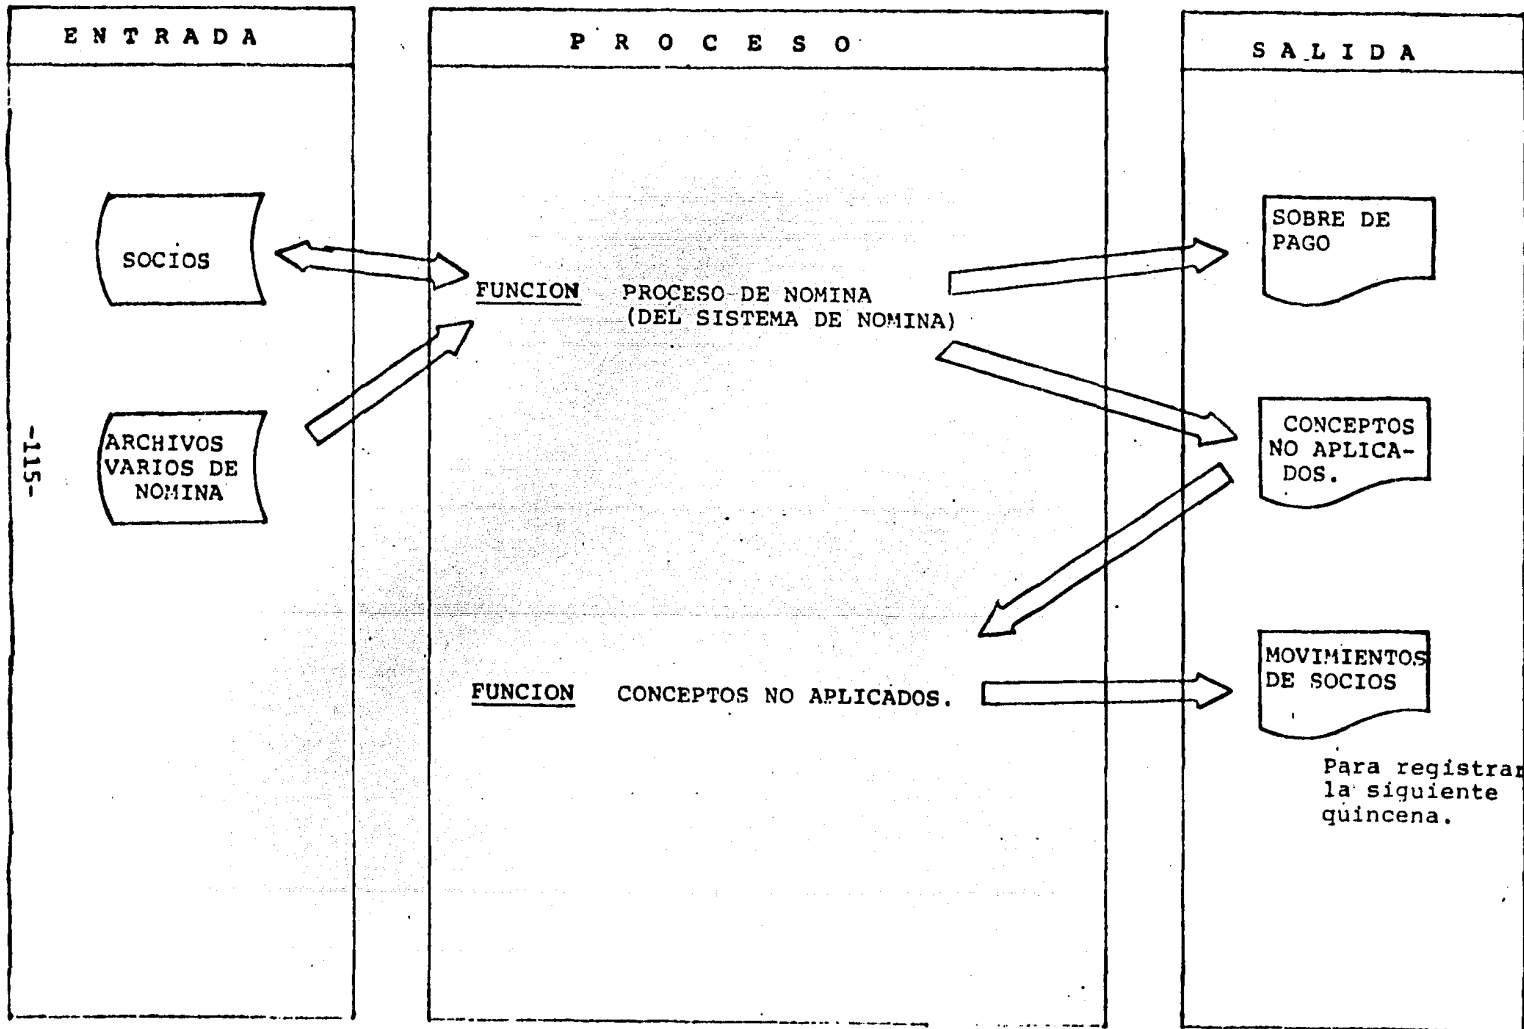 E N T R A D A
P R O C E S O
S A L I D A
SOCIOS
ARCHIVOS
VARIOS DE
NOMINA
-115-
FUNCION PROCESO DE NOMINA
(DEL SISTEMA DE NOMINA)
FUNCION CONCEPTOS NO APLICADOS.
SOBRE DE
PAGO
CONCEPTOS
NO APLICA-
DOS.
MOVIMIENTOS
DE SOCIOS
Para registrar
la siguiente
quincena.